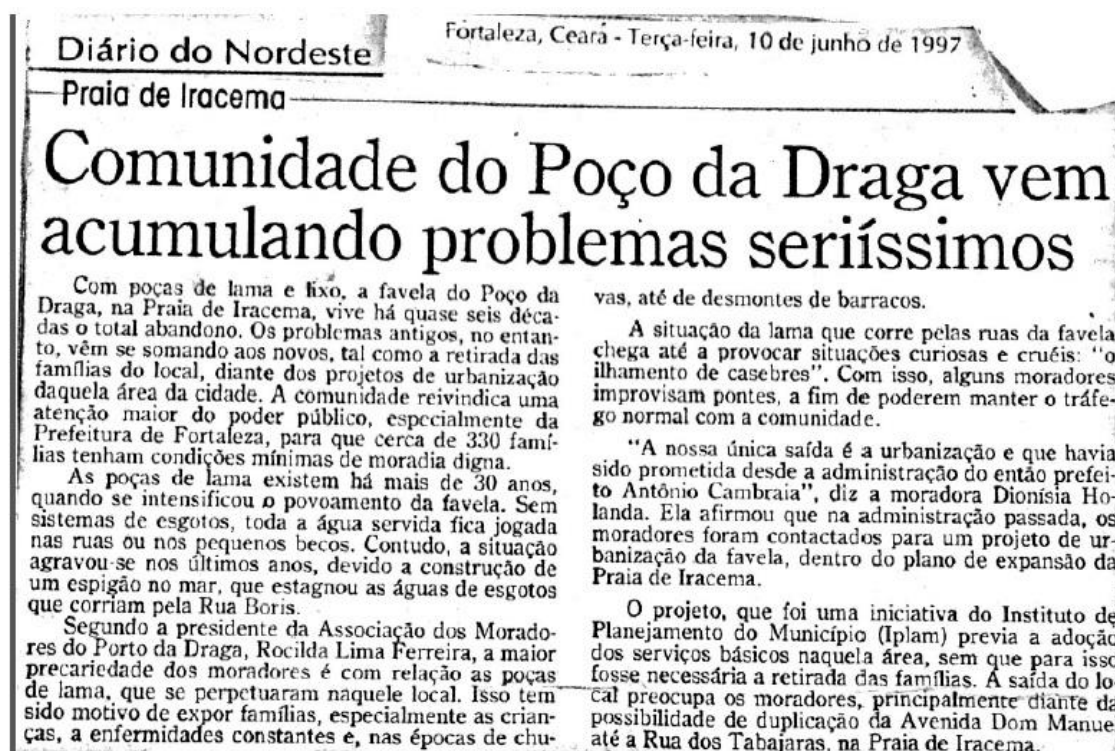 Diário do Nordeste
Fortaleza, Ceará - Terça-feira, 10 de junho de 1997
Praia de Iracema
Comunidade do Poço da Draga vem
acumulando problemas seriíssimos
Com poças de lama e lixo, a favela do Poço da
Draga, na Praia de Iracema, vive há quase seis déca-
das o total abandono. Os problemas antigos, no entan-
to, vêm se somando aos novos, tal como a retirada das
famílias do local, diante dos projetos de urbanização
daquela área da cidade. A comunidade reivindica uma
atenção maior do poder público, especialmente da
Prefeitura de Fortaleza, para que cerca de 330 famí-
lias tenham condições mínimas de moradia digna.
As poças de lama existem há mais de 30 anos,
quando se intensificou o povoamento da favela. Sem
sistemas de esgotos, toda a água servida fica jogada
nas ruas ou nos pequenos becos. Contudo, a situação
agravou-se nos últimos anos, devido a construção de
um espigão no mar, que estagnou as águas de esgotos
que corriam pela Rua Boris.
Segundo a presidente da Associação dos Morado-
res do Porto da Draga, Rocilda Lima Ferreira, a maior
precariedade dos moradores é com relação as poças
de lama, que se perpetuaram naquele local. Isso tem
sido motivo de expor famílias, especialmente as crian-
ças, a enfermidades constantes e, nas épocas de chu-
vas, até de desmontes de barracos.
A situação da lama que corre pelas ruas da favela
chega até a provocar situações curiosas e cruéis: "o
ilhamento de casebres". Com isso, alguns moradores
improvisam pontes, a fim de poderem manter o tráfe-
go normal com a comunidade.
"A nossa única saída é a urbanização e que havia
sido prometida desde a administração do então prefei-
to Antônio Cambraia", diz a moradora Dionísia Ho-
landa. Ela afirmou que na administração passada, os
moradores foram contactados para um projeto de ur-
banização da favela, dentro do plano de expansão da
Praia de Iracema.
O projeto, que foi uma iniciativa do Instituto de
Planejamento do Município (Iplam) previa a adoção
dos serviços básicos naquela área, sem que para isso
fosse necessária a retirada das famílias. A saída do lo-
cal preocupa os moradores, principalmente diante da
possibilidade de duplicação da Avenida Dom Manuel
até a Rua dos Tabajaras, na Praia de Iracema.